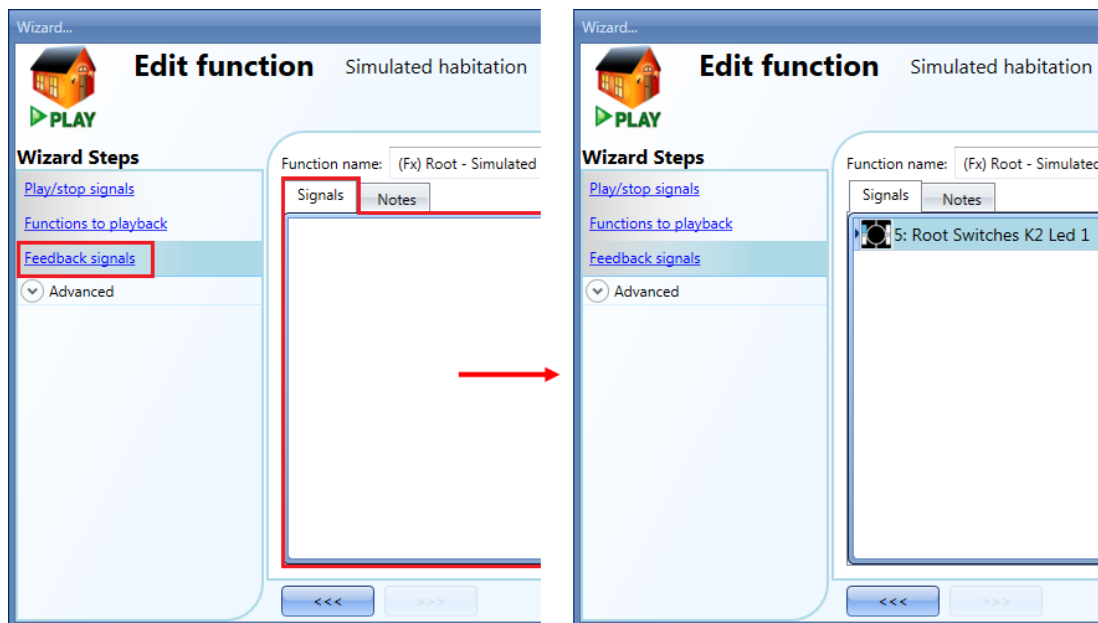 Wizard...
Edit function Simulated habitation
PLAY
Wizard Steps
Play/stop signals
Functions to playback
Feedback signals
Advanced
Function name: (Fx) Root - Simulated
Signals Notes
<<< >>>
Wizard...
Edit function Simulated habitation
PLAY
Wizard Steps
Play/stop signals
Functions to playback
Feedback signals
Advanced
Function name: (Fx) Root - Simulated
Signals Notes
5: Root Switches K2 Led 1
<<< >>>